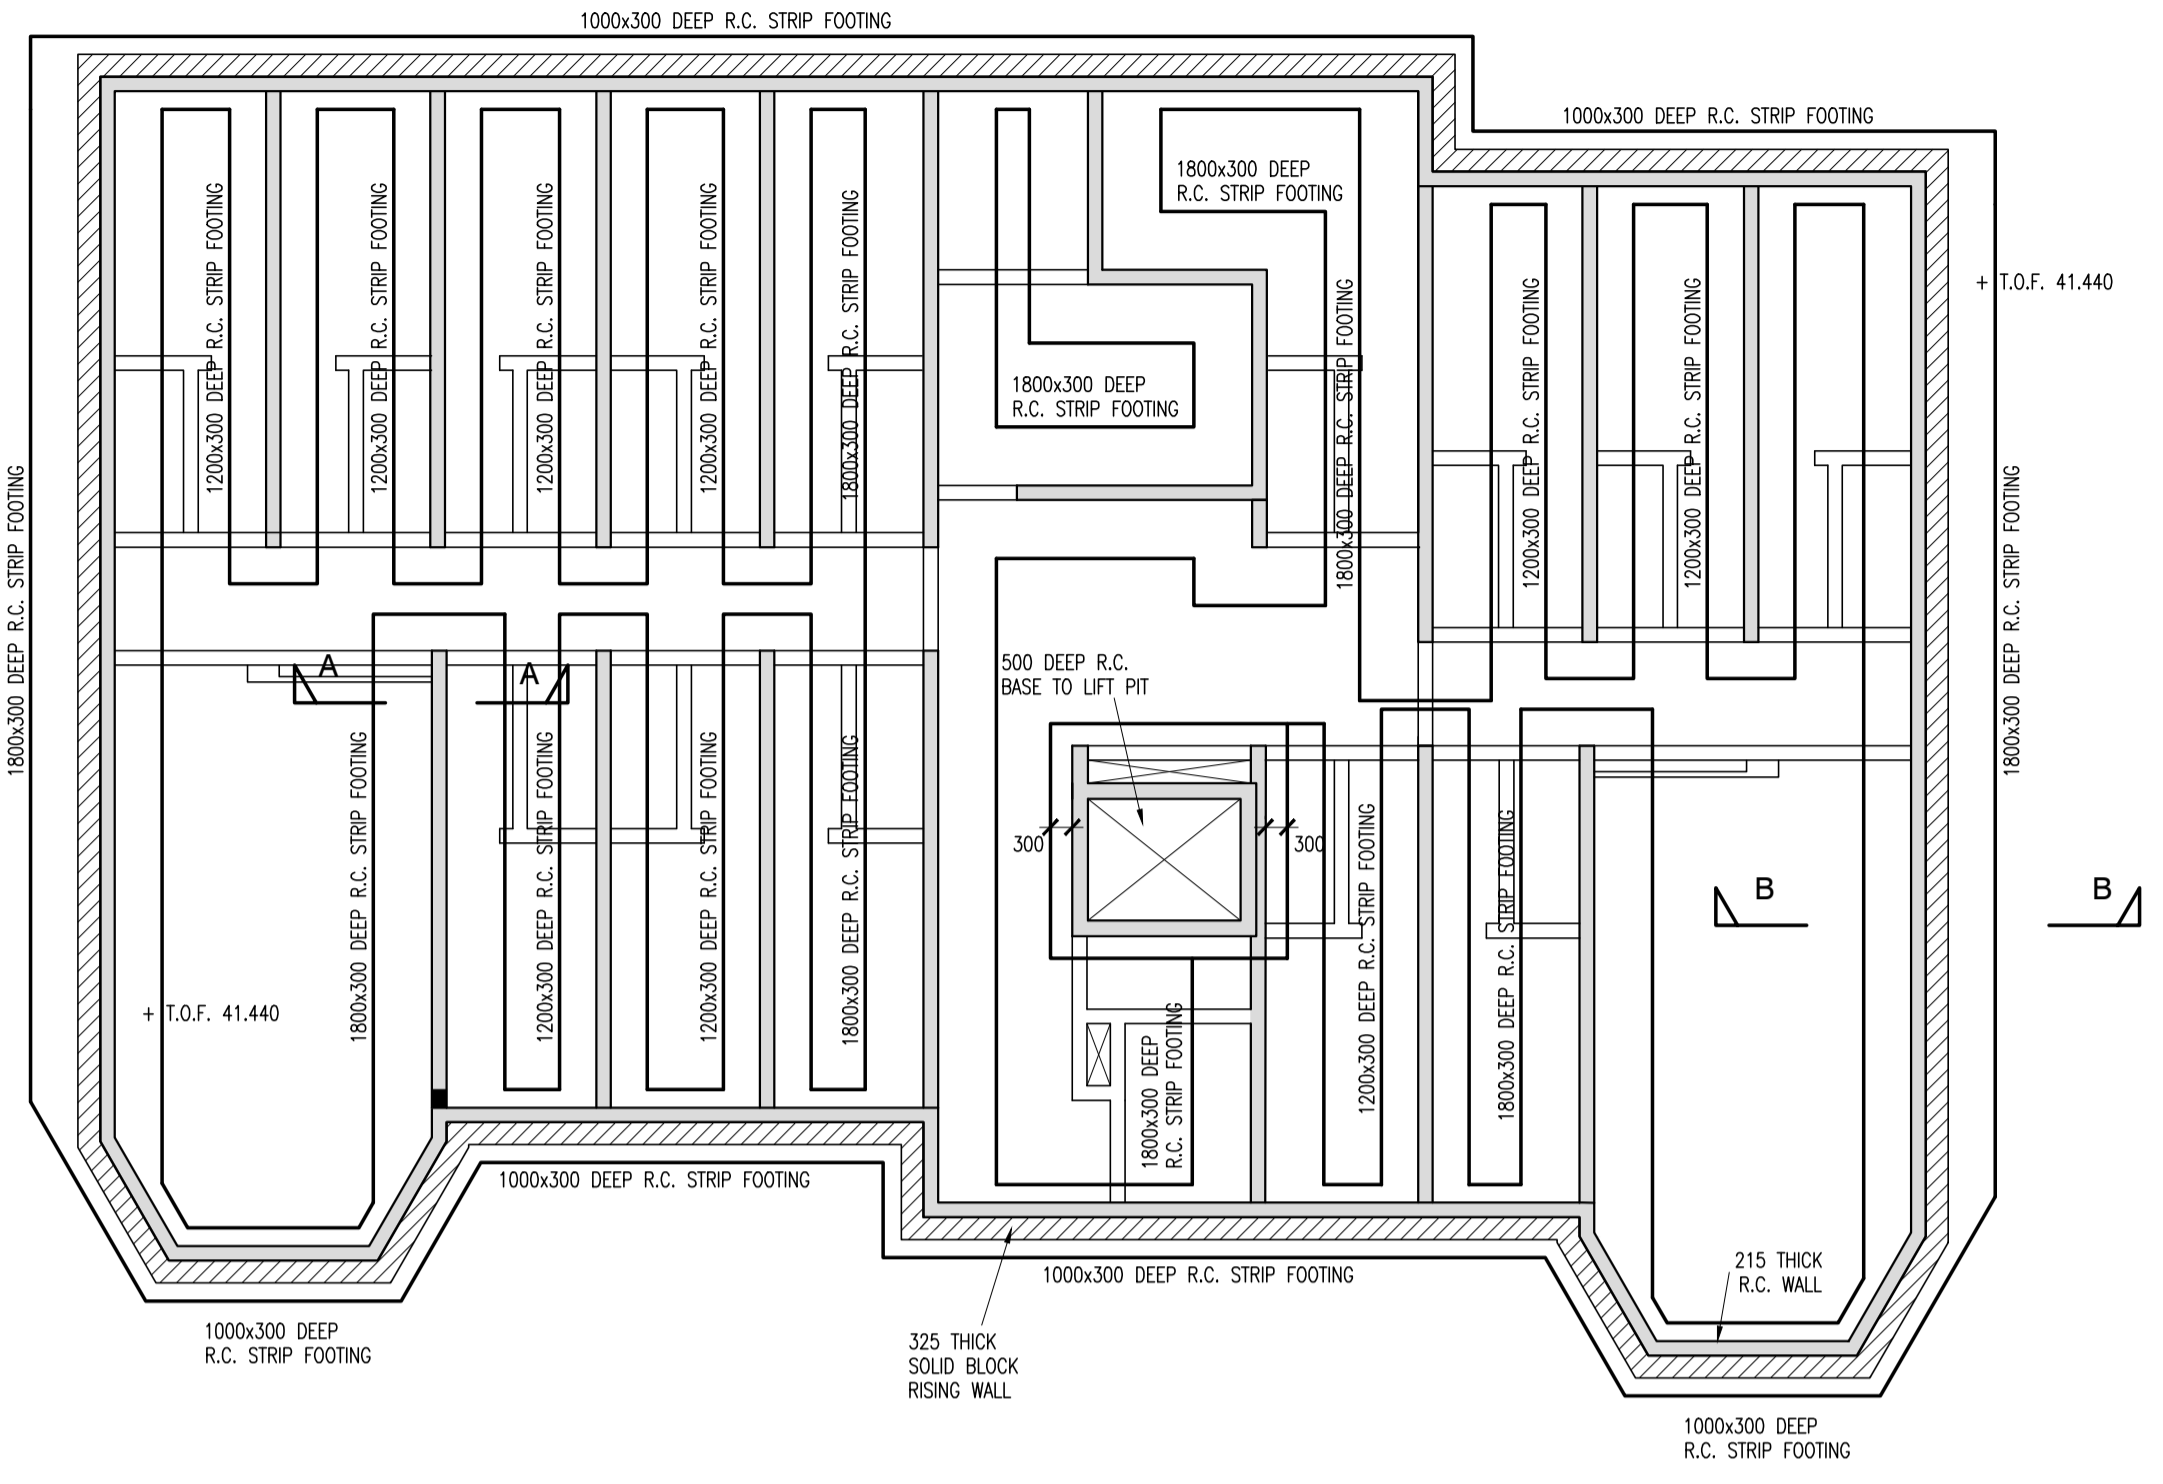 1000x300 DEEP R.C. STRIP FOOTING
1000x300 DEEP R.C. STRIP FOOTING
1800x300 DEEP
R.C. STRIP FOOTING
1200x300 DEEP R.C. STRIP FOOTING
1200x300 DEEP R.C. STRIP FOOTING
1200x300 DEEP R.C. STRIP FOOTING
1200x300 DEEP R.C. STRIP FOOTING
1800x300 DEEP R.C. STRIP FOOTING
1800x300 DEEP R.C. STRIP FOOTING
1200x300 DEEP R.C. STRIP FOOTING
1200x300 DEEP R.C. STRIP FOOTING
+ T.O.F. 41.440
1800x300 DEEP
R.C. STRIP FOOTING
1800x300 DEEP R.C. STRIP FOOTING
1800x300 DEEP R.C. STRIP FOOTING
A
A
500 DEEP R.C.
BASE TO LIFT PIT
300
300
1800x300 DEEP R.C. STRIP FOOTING
1200x300 DEEP R.C. STRIP FOOTING
1200x300 DEEP R.C. STRIP FOOTING
1800x300 DEEP R.C. STRIP FOOTING
1200x300 DEEP R.C. STRIP FOOTING
1800x300 DEEP R.C. STRIP FOOTING
B
B
+ T.O.F. 41.440
1800x300 DEEP
R.C. STRIP FOOTING
1000x300 DEEP R.C. STRIP FOOTING
1000x300 DEEP R.C. STRIP FOOTING
215 THICK
R.C. WALL
1000x300 DEEP
R.C. STRIP FOOTING
325 THICK
SOLID BLOCK
RISING WALL
1000x300 DEEP
R.C. STRIP FOOTING